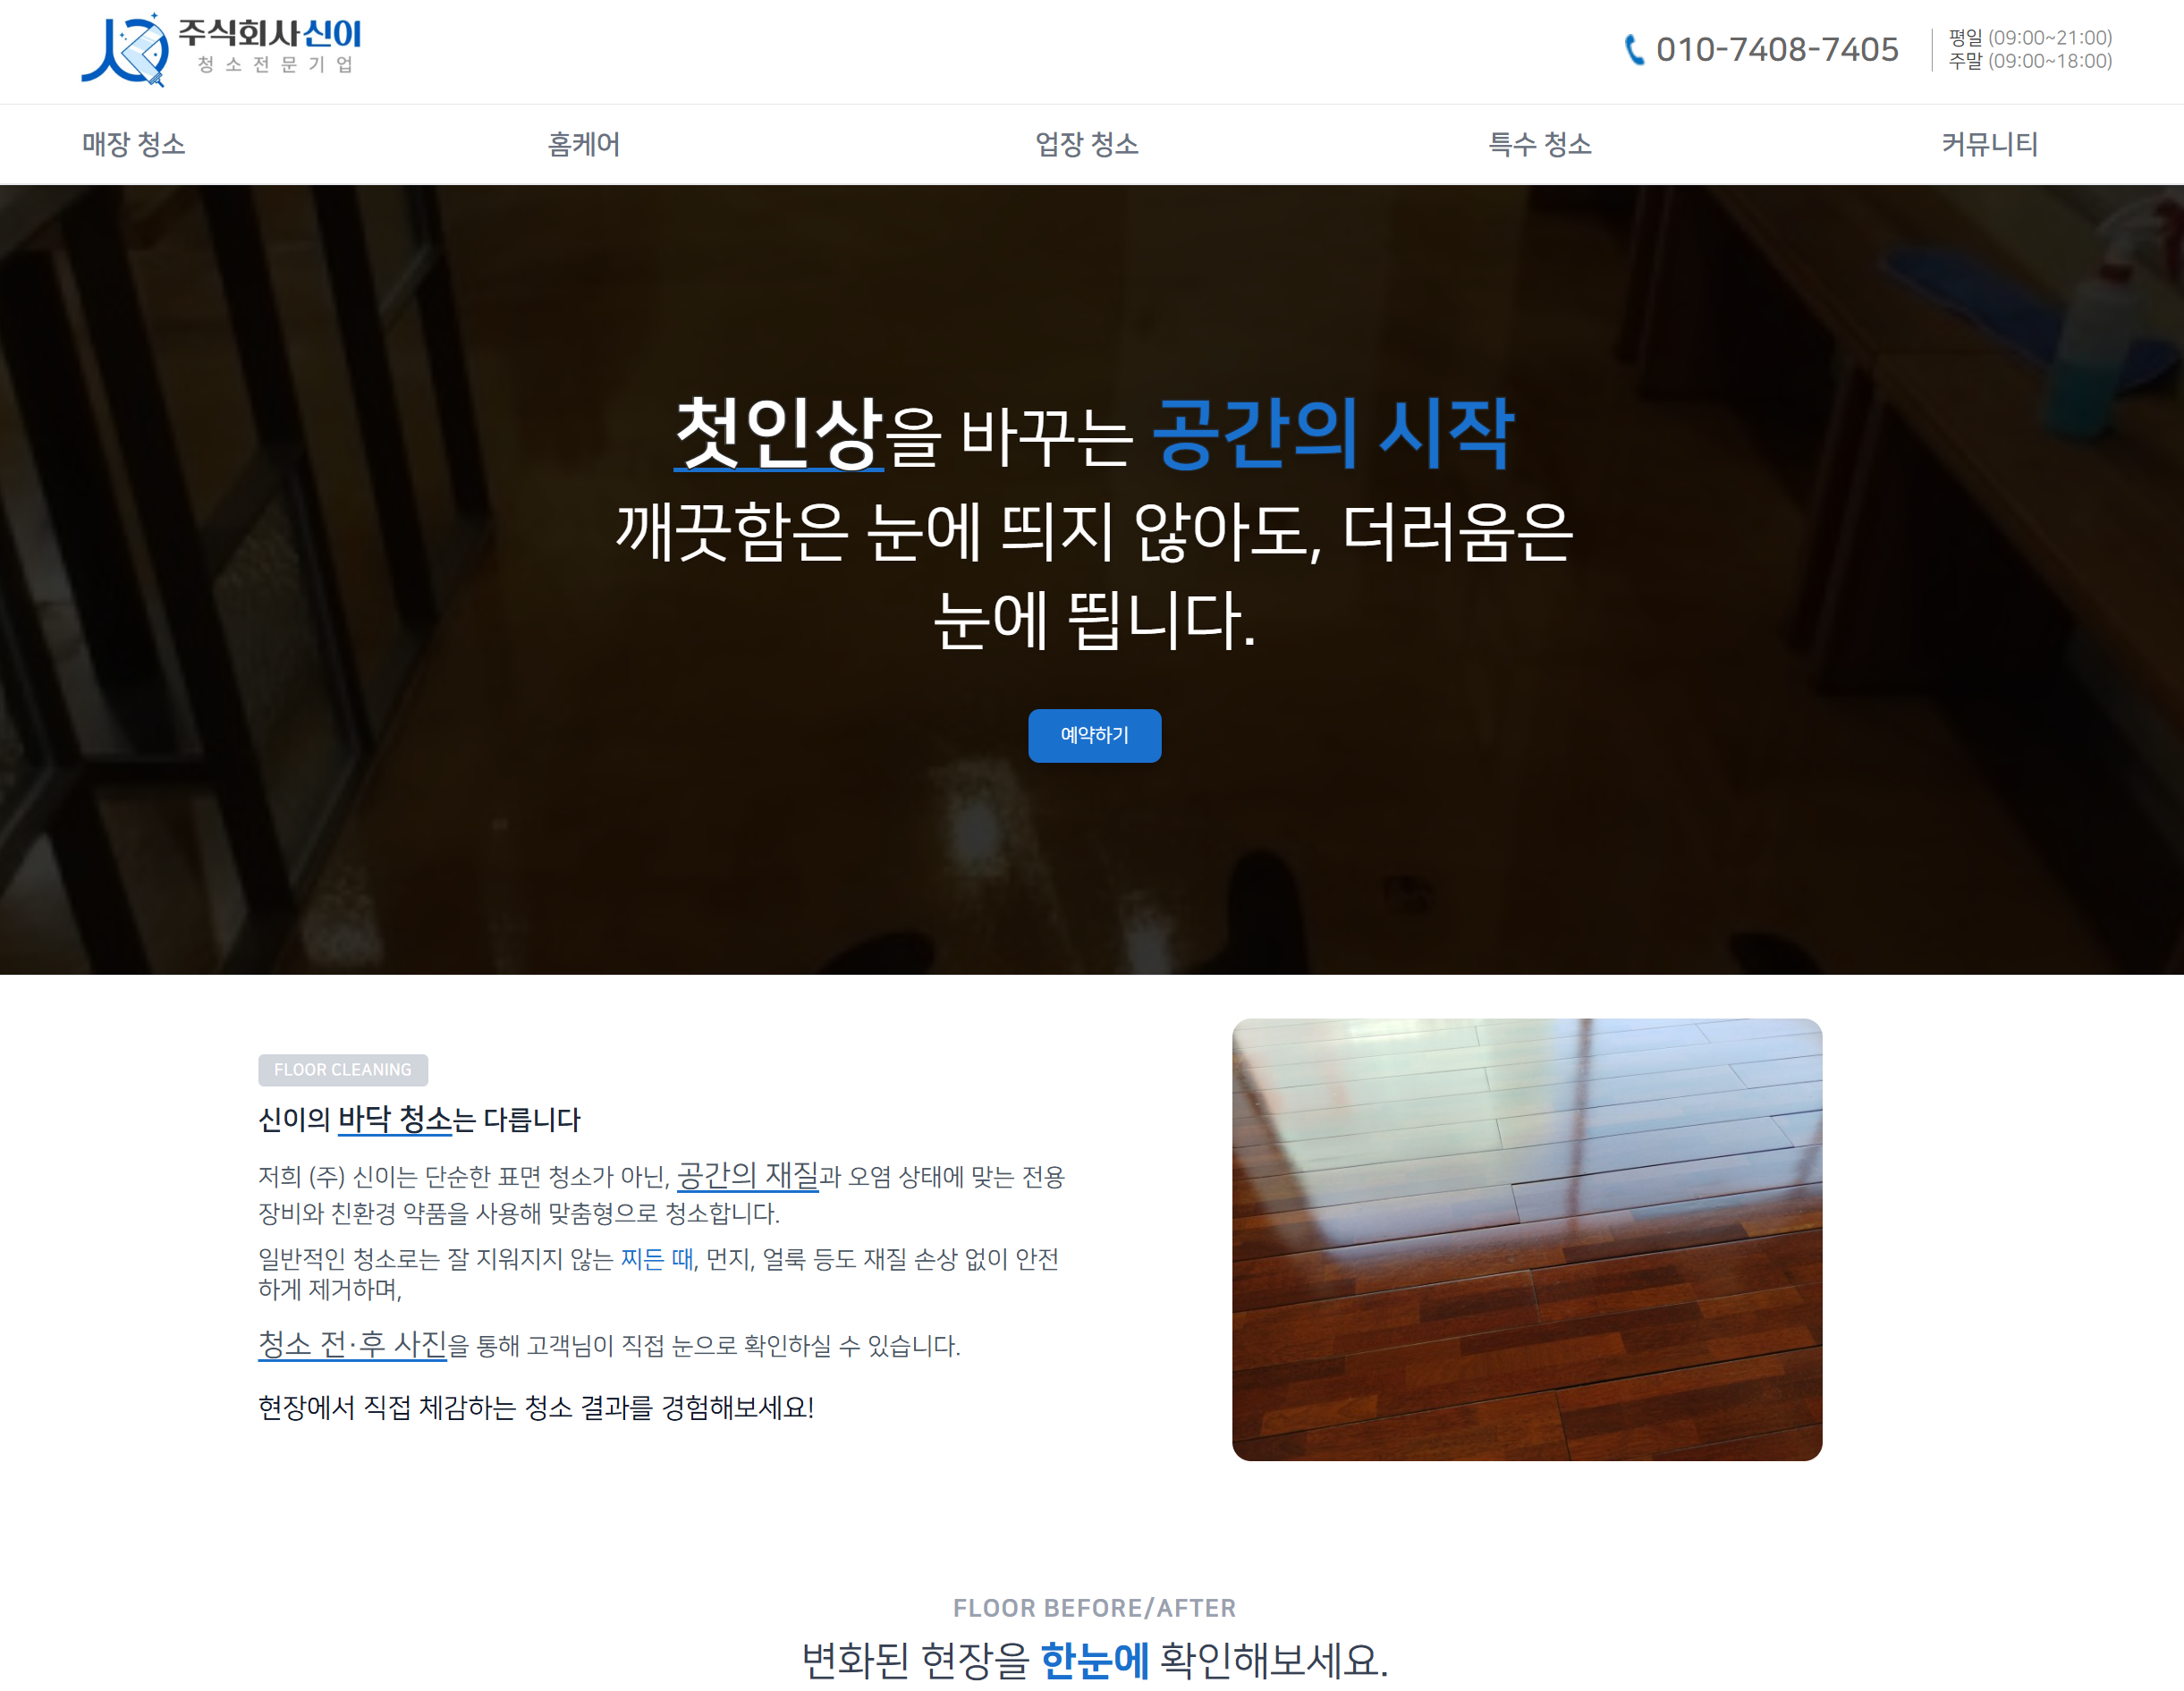 주식회사신이
청소전문기업
010-7408-7405
평일 (09:00~21:00)
주말 (09:00~18:00)
매장 청소
홈케어
업장 청소
특수 청소
커뮤니티
첫인상을 바꾸는 공간의 시작
깨끗함은 눈에 띄지 않아도, 더러움은
눈에 띕니다.
예약하기
FLOOR CLEANING
신이의 바닥 청소는 다릅니다
저희 (주) 신이는 단순한 표면 청소가 아닌, 공간의 재질과 오염 상태에 맞는 전용
장비와 친환경 약품을 사용해 맞춤형으로 청소합니다.
일반적인 청소로는 잘 지워지지 않는 찌든 때, 먼지, 얼룩 등도 재질 손상 없이 안전
하게 제거하며,
청소 전·후 사진을 통해 고객님이 직접 눈으로 확인하실 수 있습니다.
현장에서 직접 체감하는 청소 결과를 경험해보세요!
FLOOR BEFORE/AFTER
변화된 현장을 한눈에 확인해보세요.